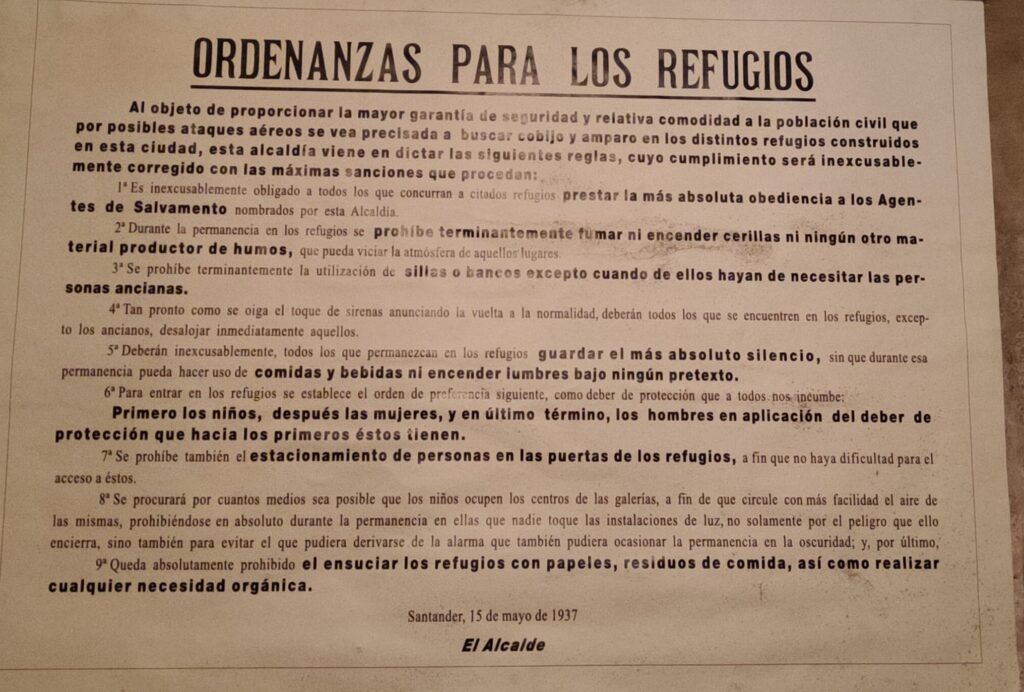 ORDENANZAS PARA LOS REFUGIOS
Al objeto de proporcionar la mayor garantía de seguridad y relativa comodidad a la población civil que
por posibles ataques aéreos se vea precisada a buscar cobijo y amparo en los distintos refugios construidos
en esta ciudad, esta alcaldía viene en dictar las siguientes reglas, cuyo cumplimiento será inexcusable-
mente corregido con las máximas sanciones que procedan:
1ª Es inexcusablemente obligado a todos los que concurran a citados refugios prestar la más absoluta obediencia a los Agen-
tes de Salvamento nombrados por esta Alcaldía.
2ª Durante la permanencia en los refugios se prohíbe terminantemente fumar ni encender cerillas ni ningún otro ma-
terial productor de humos, que pueda viciar la atmósfera de aquellos lugares.
3ª Se prohíbe terminantemente la utilización de sillas o bancos excepto cuando de ellos hayan de necesitar las per-
sonas ancianas.
4ª Tan pronto como se oiga el toque de sirenas anunciando la vuelta a la normalidad, deberán todos los que se encuentren en los refugios, excep-
to los ancianos, desalojar inmediatamente aquellos.
5ª Deberán inexcusablemente, todos los que permanezcan en los refugios guardar el más absoluto silencio, sin que durante esa
permanencia pueda hacer uso de comidas y bebidas ni encender lumbres bajo ningún pretexto.
6ª Para entrar en los refugios se establece el orden de preferencia siguiente, como deber de protección que a todos nos incumbe:
Primero los niños, después las mujeres, y en último término, los hombres en aplicación del deber de
protección que hacia los primeros éstos tienen.
7ª Se prohíbe también el estacionamiento de personas en las puertas de los refugios, a fin que no haya dificultad para el
acceso a éstos.
8ª Se procurará por cuantos medios sea posible que los niños ocupen los centros de las galerías, a fin de que circule con más facilidad el aire de
las mismas, prohibiéndose en absoluto durante la permanencia en ellas que nadie toque las instalaciones de luz, no solamente por el peligro que ello
encierra, sino también para evitar el que pudiera derivarse de la alarma que también pudiera ocasionar la permanencia en la oscuridad; y, por último,
9ª Queda absolutamente prohibido el ensuciar los refugios con papeles, residuos de comida, así como realizar
cualquier necesidad orgánica.
Santander, 15 de mayo de 1937
El Alcalde